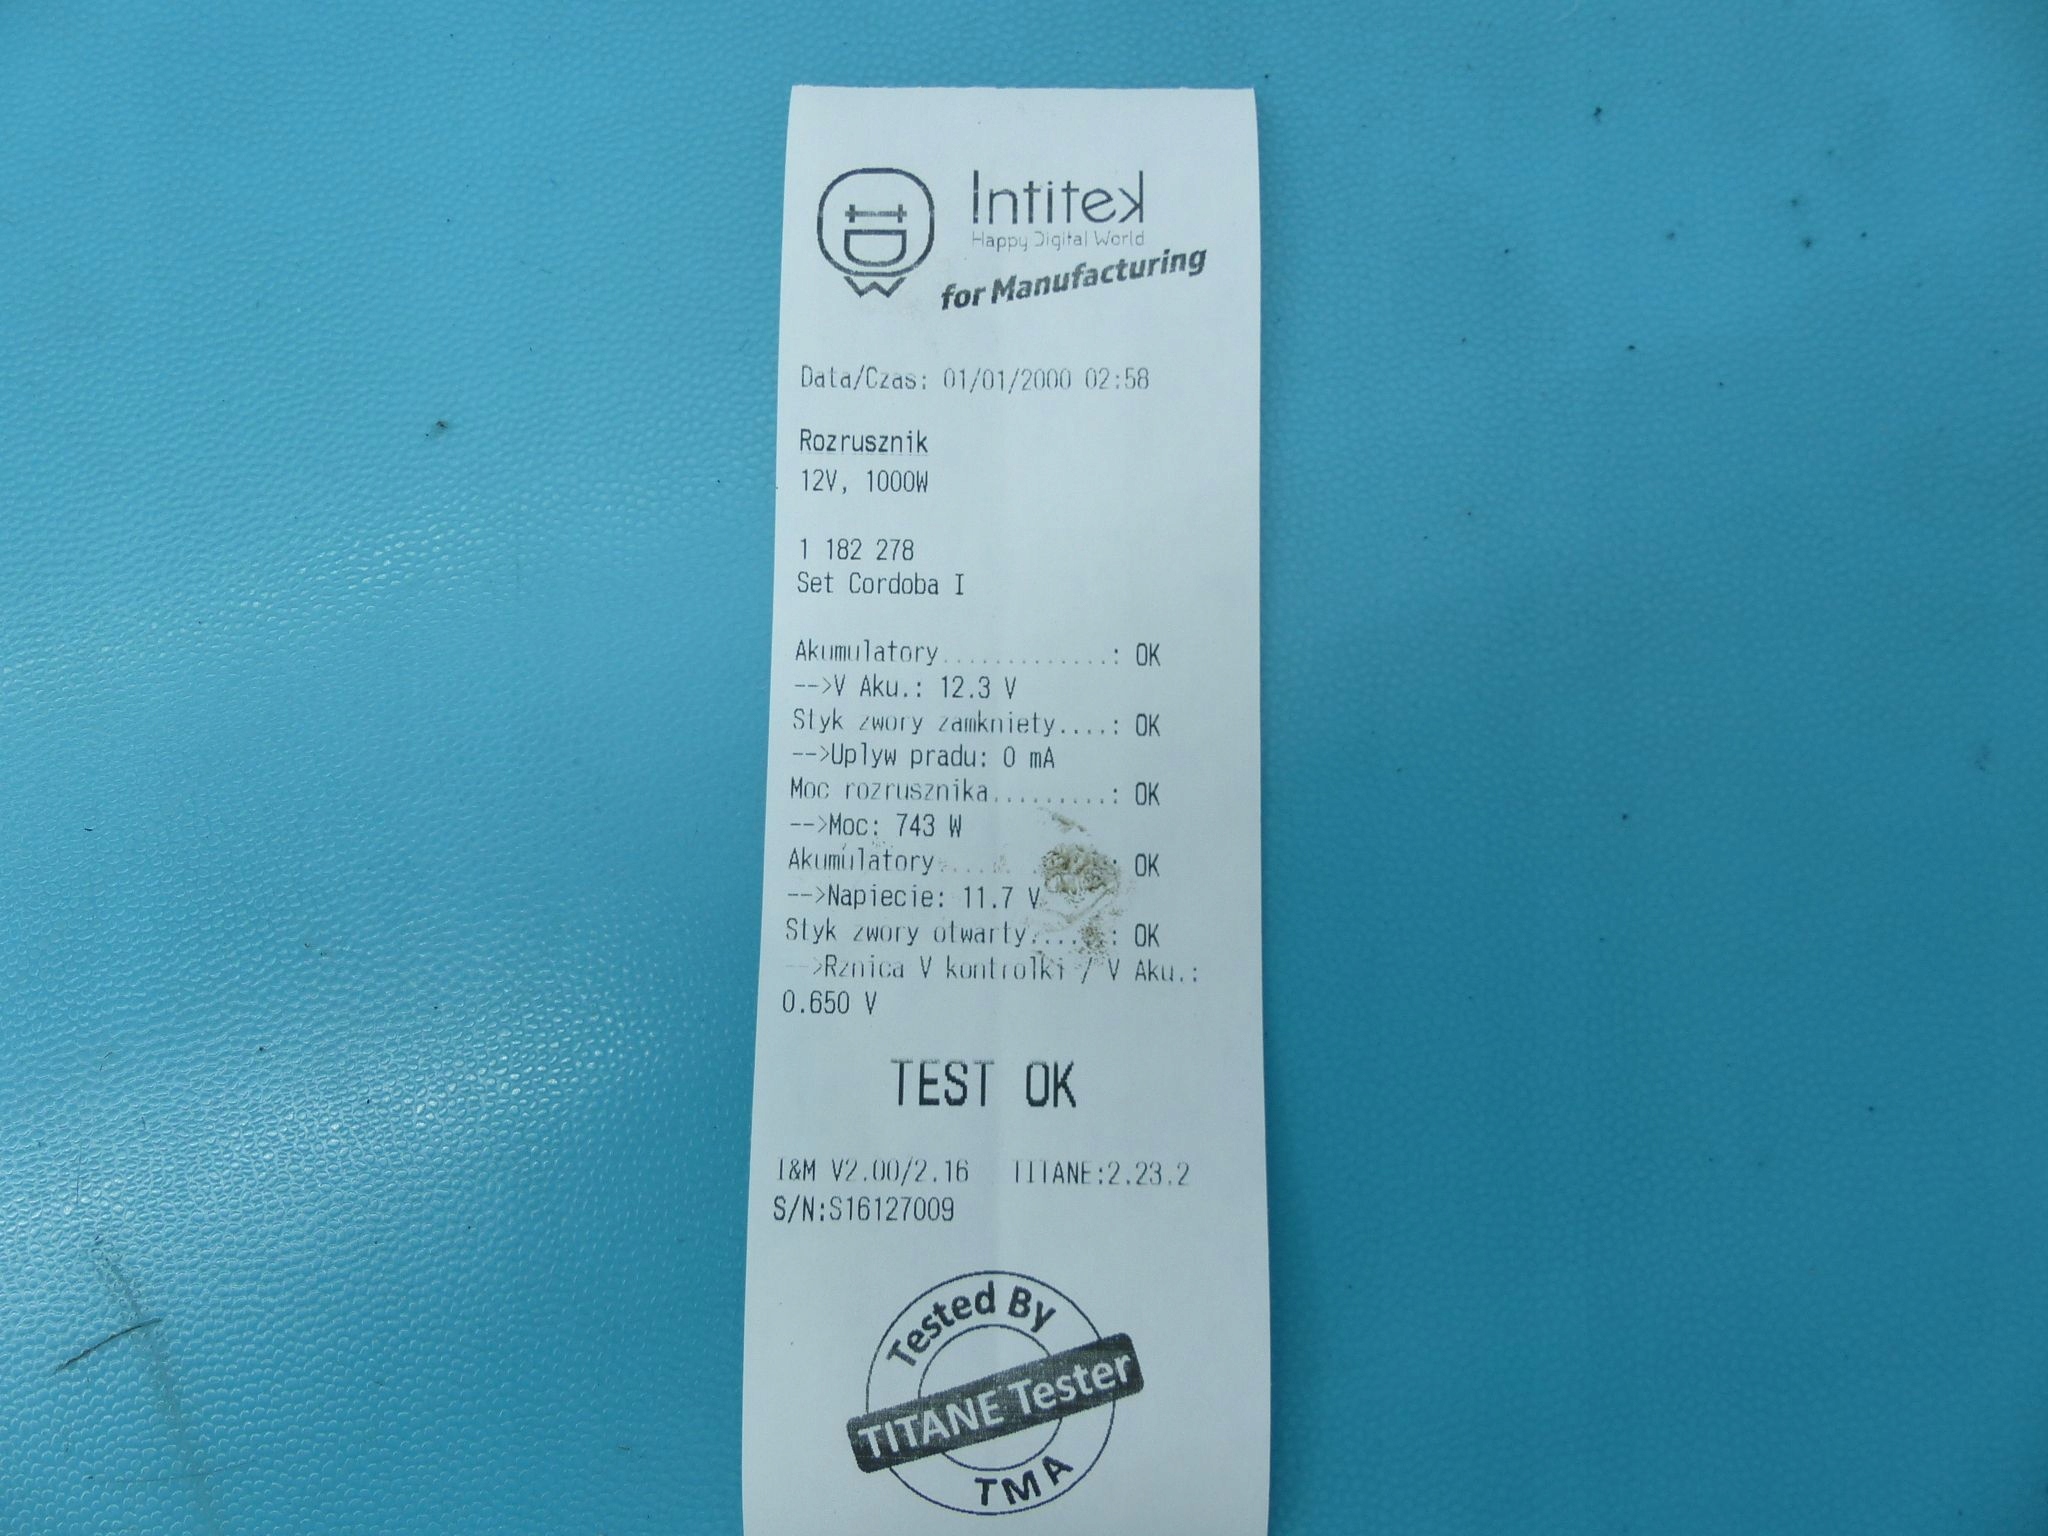 Intitek
Happy Digital World
for Manufacturing
Data/Czas: 01/01/2000 02:58
Rozrusznik
12V, 1000W
1 182 278
Set Cordoba I
Akumulatory.............: OK
-->V Aku.: 12.3 V
Styk zwory zamkniety....: OK
-->Uplyw pradu: 0 mA
Moc rozrusznika.........: OK
-->Moc: 743 W
Akumulatory.............: OK
-->Napiecie: 11.7 V
Styk zwory otwarty......: OK
-->Rznica V kontrolki / V Aku.:
0.650 V
TEST OK
I&M V2.00/2.16 TITANE:2.23.2
S/N:S16127009
Tested By
TITANE Tester
TMA